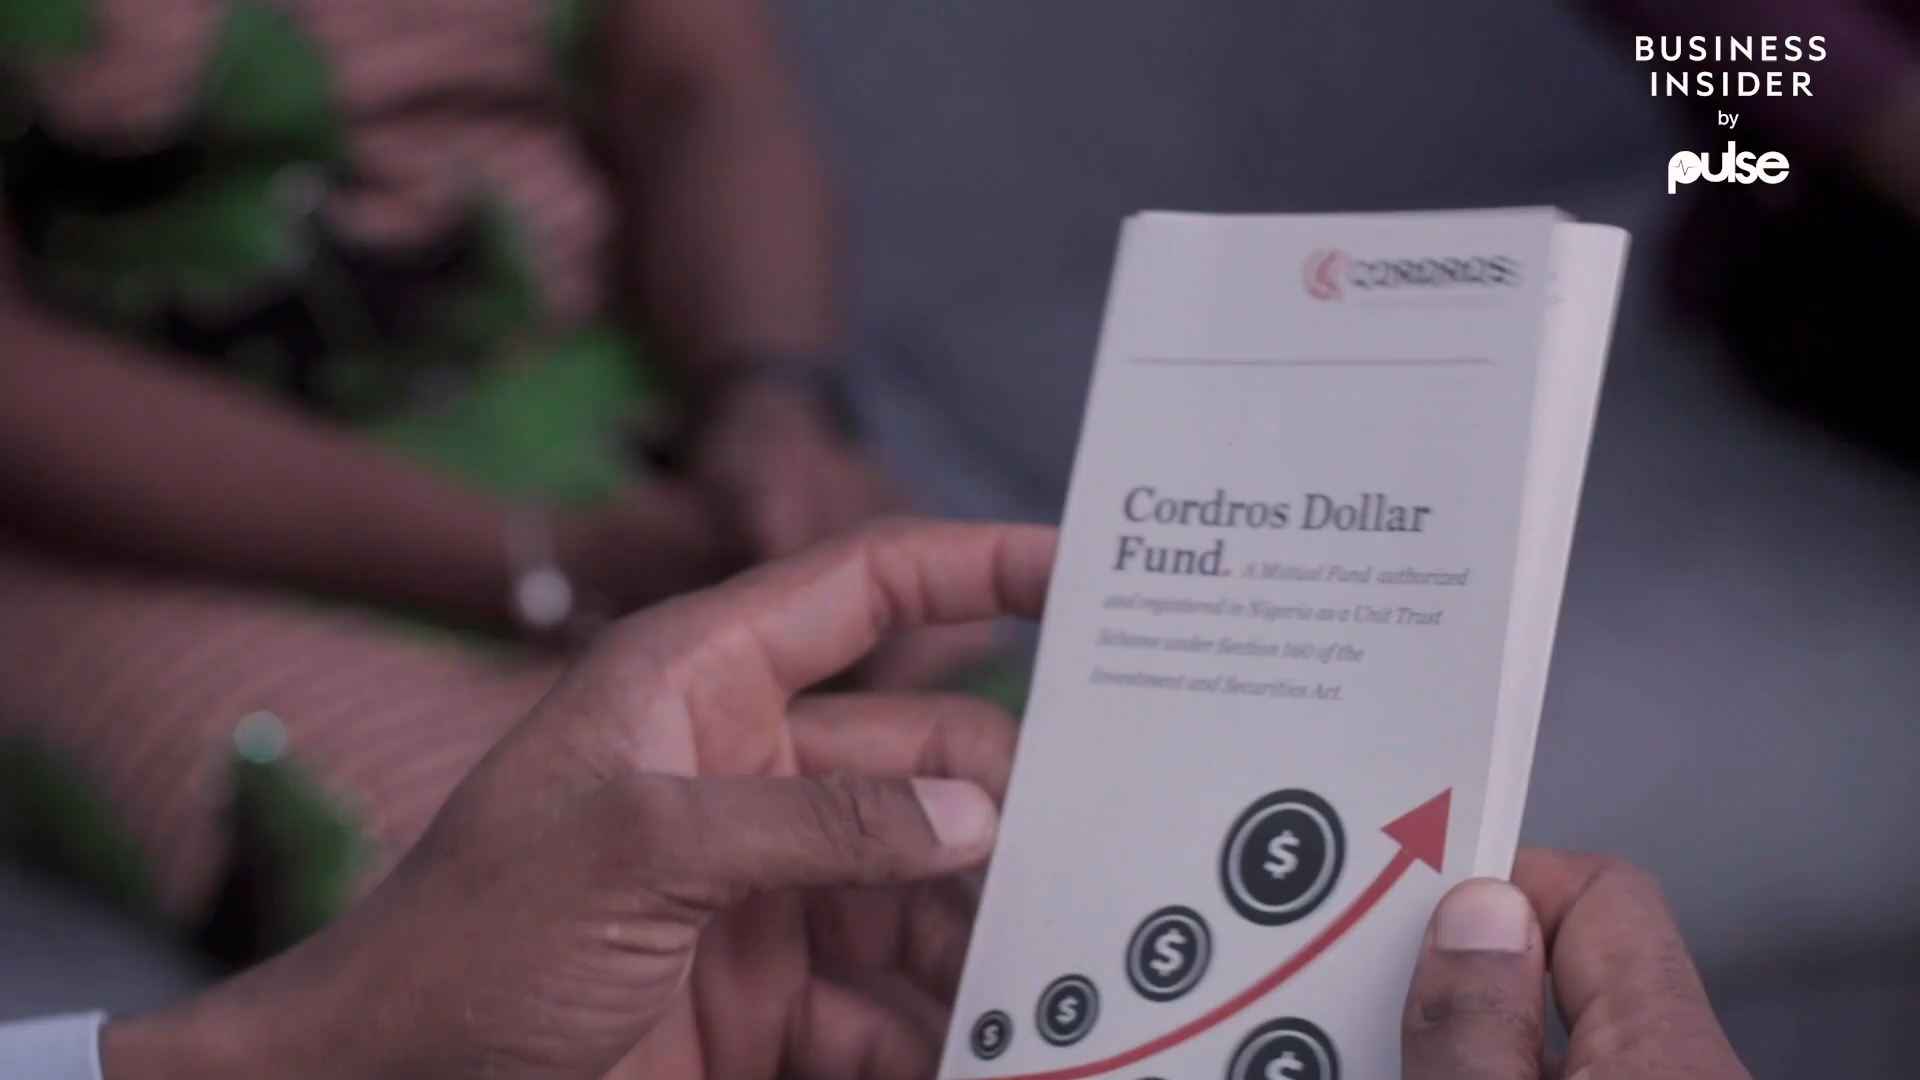 BUSINESS
INSIDER
by
pulse
CORDROS
Cordros Dollar
Fund. A Mutual Fund authorized
and registered in Nigeria as a Unit Trust
Scheme under Section 160 of the
Investment and Securities Act.
$
$
$
$
$